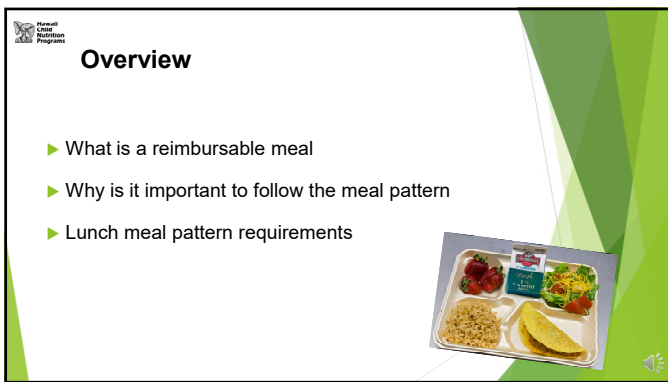 Hawaii
Child
Nutrition
Programs
Overview
What is a reimbursable meal
Why is it important to follow the meal pattern
Lunch meal pattern requirements
Fresh